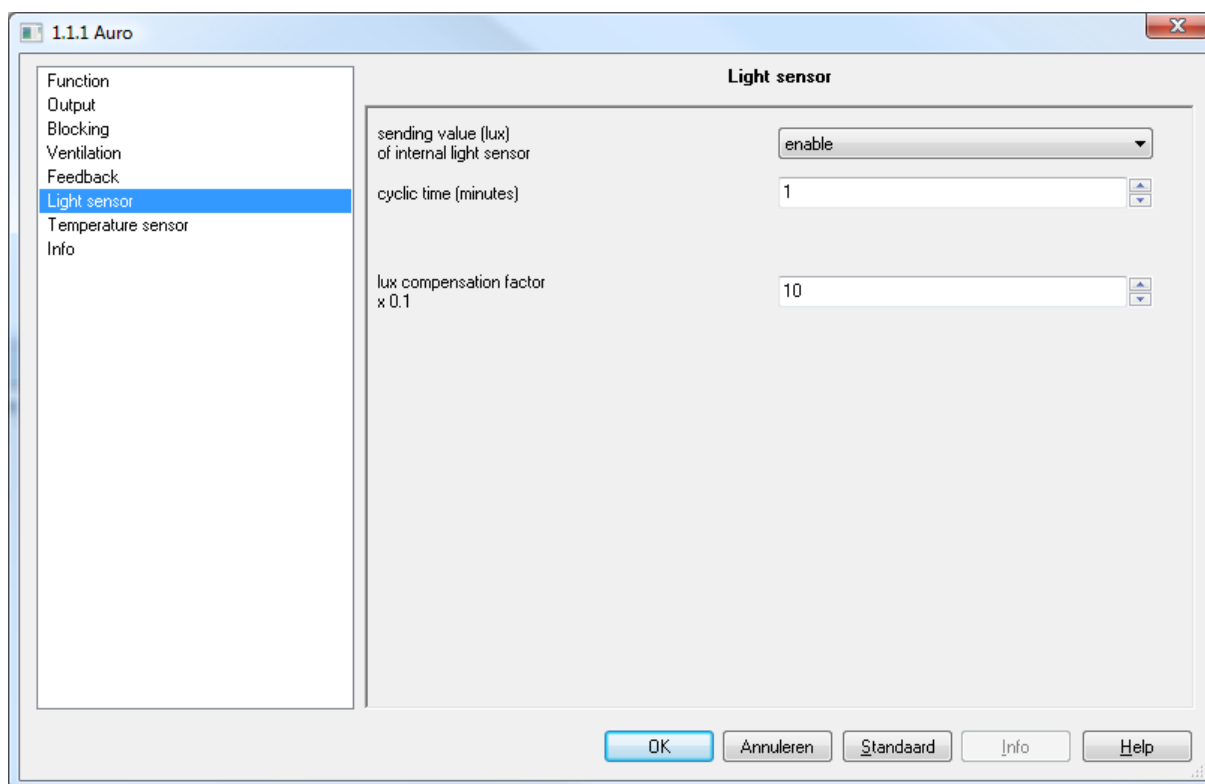 1.1.1 Auro
Function
Output
Blocking
Ventilation
Feedback
Light sensor
Temperature sensor
Info
Light sensor
sending value (lux)
of internal light sensor
enable
cyclic time (minutes)
1
lux compensation factor
x 0.1
10
OK
Annuleren
Standaard
Info
Help